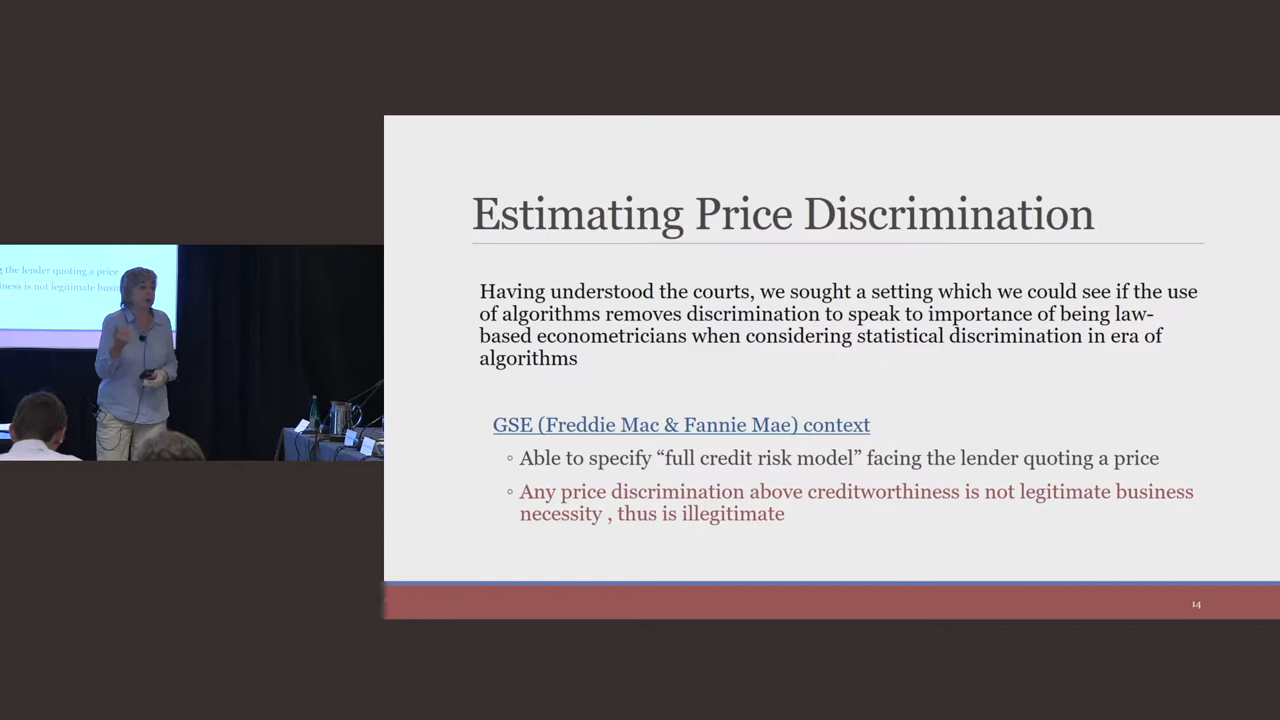 Estimating Price Discrimination
Having understood the courts, we sought a setting which we could see if the use
of algorithms removes discrimination to speak to importance of being law-
based econometricians when considering statistical discrimination in era of
algorithms
GSE (Freddie Mac & Fannie Mae) context
◦ Able to specify “full credit risk model” facing the lender quoting a price
◦ Any price discrimination above creditworthiness is not legitimate business
necessity , thus is illegitimate
14
the lender quoting a price
is not legitimate